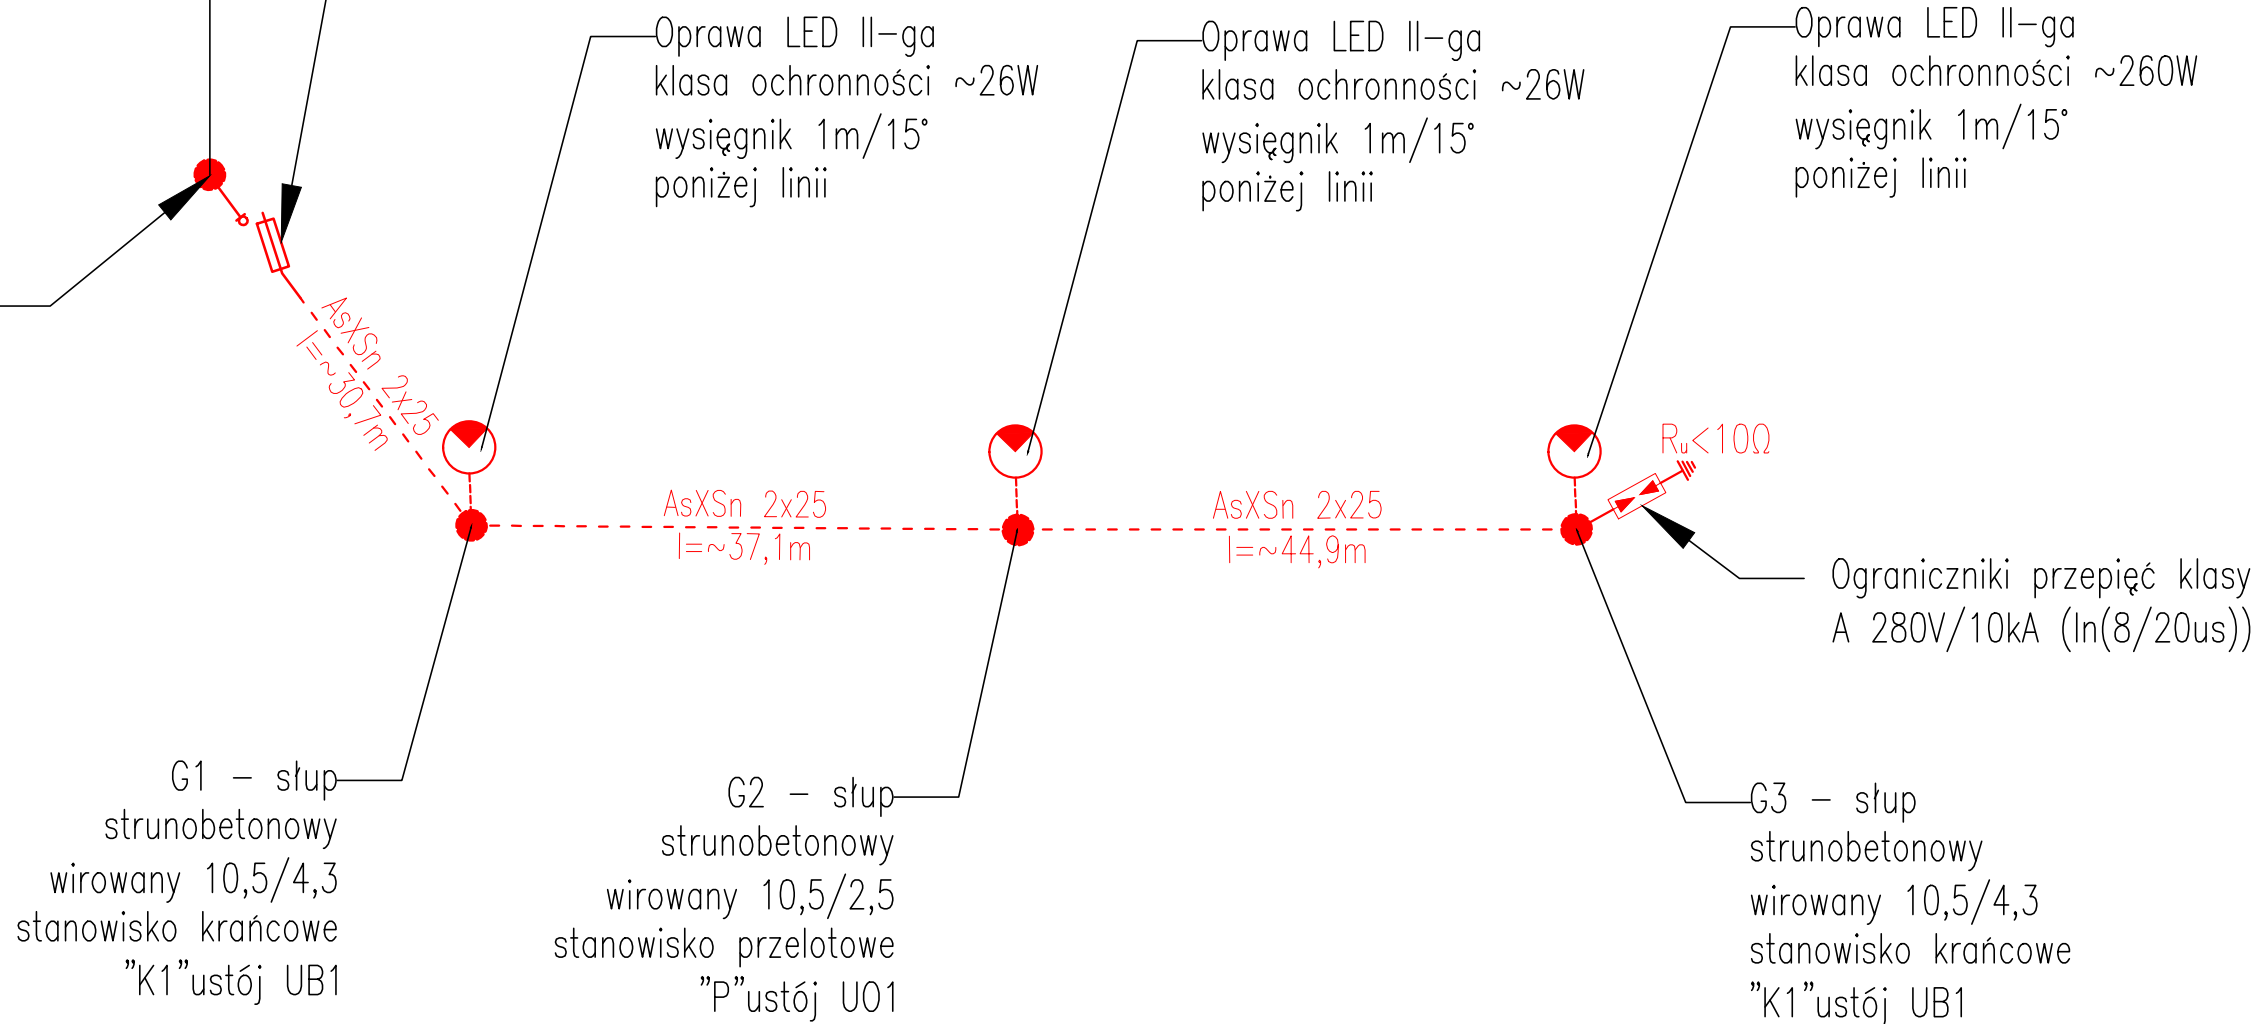 Oprawa LED II-ga
klasa ochronności ~26W
wysięgnik 1m/15°
poniżej linii
Oprawa LED II-ga
klasa ochronności ~26W
wysięgnik 1m/15°
poniżej linii
Oprawa LED II-ga
klasa ochronności ~260W
wysięgnik 1m/15°
poniżej linii
AsXSn 2x25
l=~30,7m
AsXSn 2x25
l=~37,1m
AsXSn 2x25
l=~44,9m
Ru<10Ω
Ograniczniki przepięć klasy
A 280V/10kA (In(8/20us))
G1 - słup
strunobetonowy
wirowany 10,5/4,3
stanowisko krańcowe
"K1"ustój UB1
G2 - słup
strunobetonowy
wirowany 10,5/2,5
stanowisko przelotowe
"P"ustój UO1
G3 - słup
strunobetonowy
wirowany 10,5/4,3
stanowisko krańcowe
"K1"ustój UB1